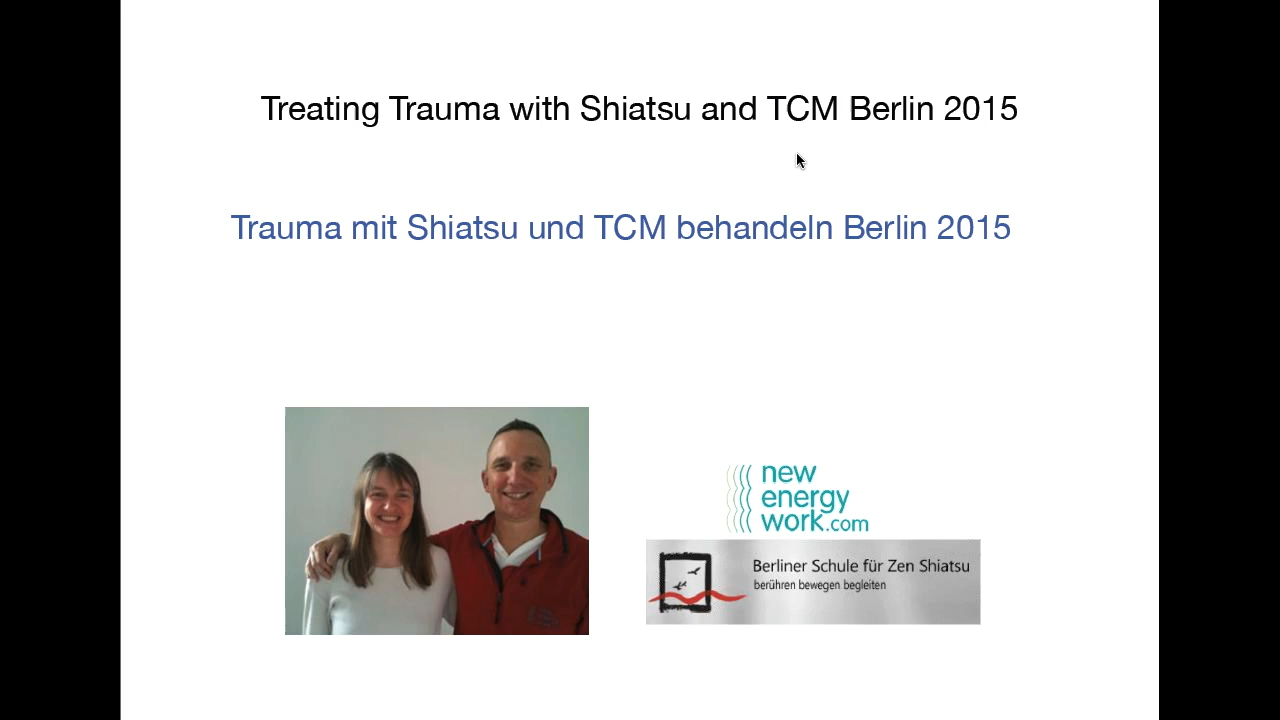 Treating Trauma with Shiatsu and TCM Berlin 2015
Trauma mit Shiatsu und TCM behandeln Berlin 2015
new
energy
work.com
Berliner Schule für Zen Shiatsu
berühren bewegen begleiten